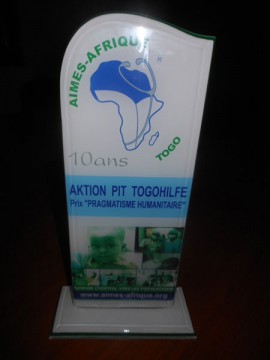 AIMES-AFRIQUE
TOGO
10ans
AKTION PIT TOGOHILFE
Prix "PRAGMATISME HUMANITAIRE"
www.aimes-afrique.org